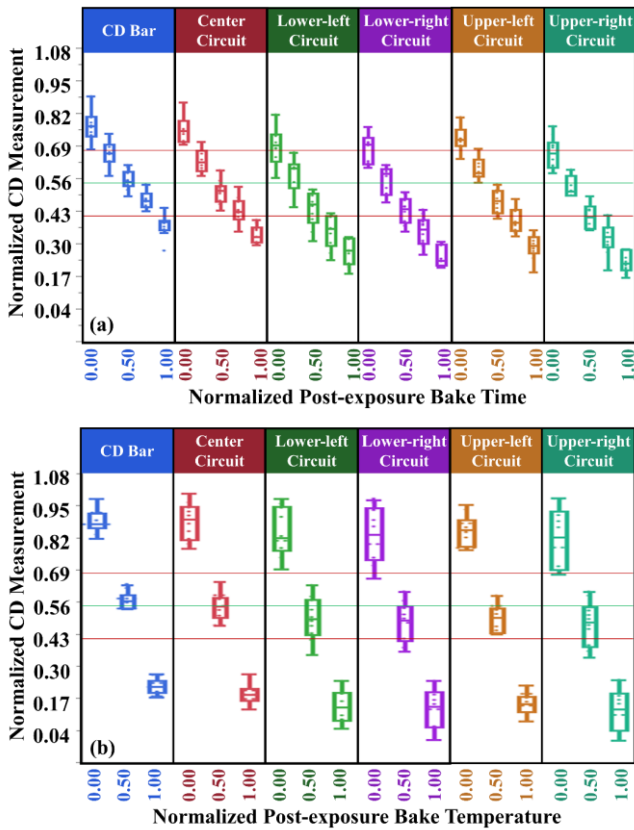 CD Bar
Center Circuit
Lower-left Circuit
Lower-right Circuit
Upper-left Circuit
Upper-right Circuit
Normalized CD Measurement
1.08
0.95
0.82
0.69
0.56
0.43
0.30
0.17
0.04
(a)
0.00 0.50 1.00 0.00 0.50 1.00 0.00 0.50 1.00 0.00 0.50 1.00 0.00 0.50 1.00 0.00 0.50 1.00
Normalized Post-exposure Bake Time
CD Bar
Center Circuit
Lower-left Circuit
Lower-right Circuit
Upper-left Circuit
Upper-right Circuit
Normalized CD Measurement
1.08
0.95
0.82
0.69
0.56
0.43
0.30
0.17
0.04
(b)
0.00 0.50 1.00 0.00 0.50 1.00 0.00 0.50 1.00 0.00 0.50 1.00 0.00 0.50 1.00 0.00 0.50 1.00
Normalized Post-exposure Bake Temperature